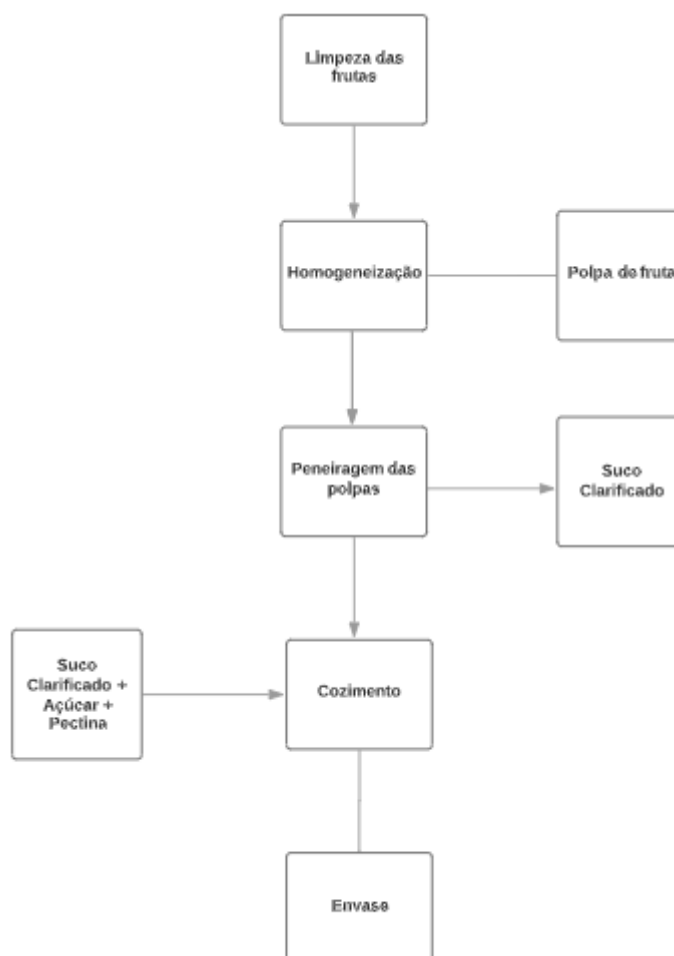 Limpeza das
frutas
Homogeneização
Polpa de fruta
Peneiragem das
polpas
Suco
Clarificado
Suco
Clarificado +
Açúcar +
Pectina
Cozimento
Envase